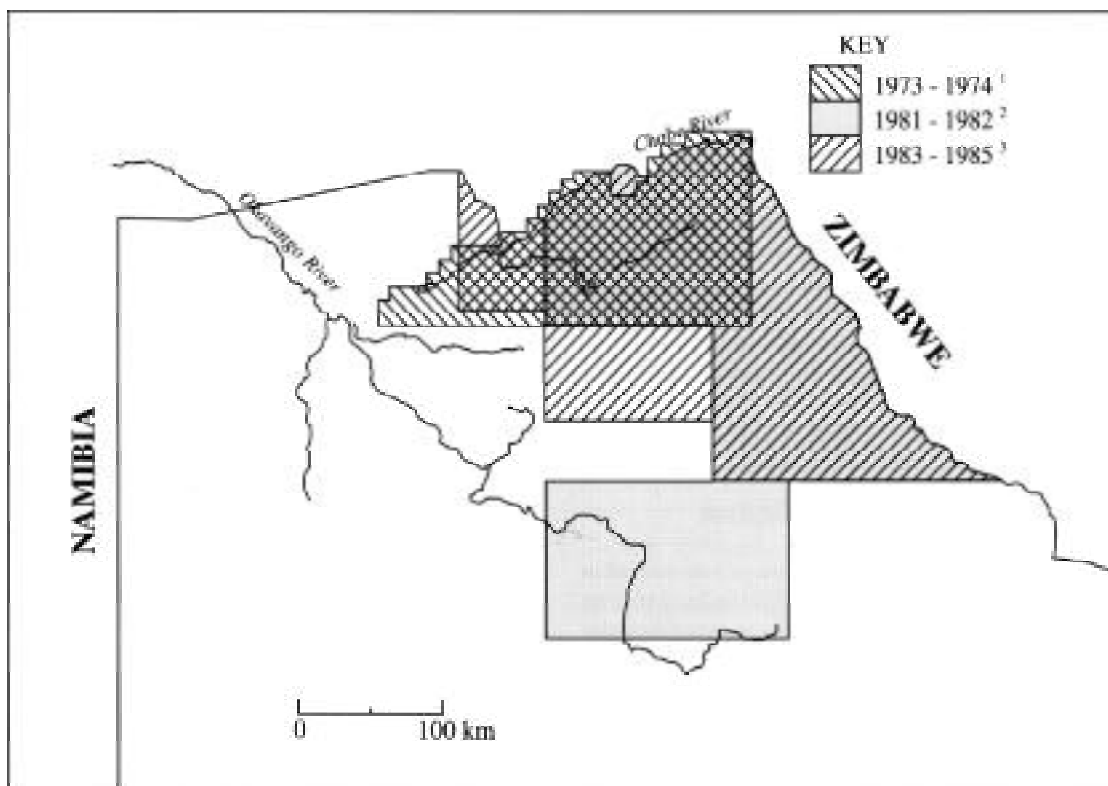 KEY
1973 - 1974 ¹
1981 - 1982 ²
1983 - 1985 ³
Chobe River
Okavango River
ZIMBABWE
NAMIBIA
0 100 km